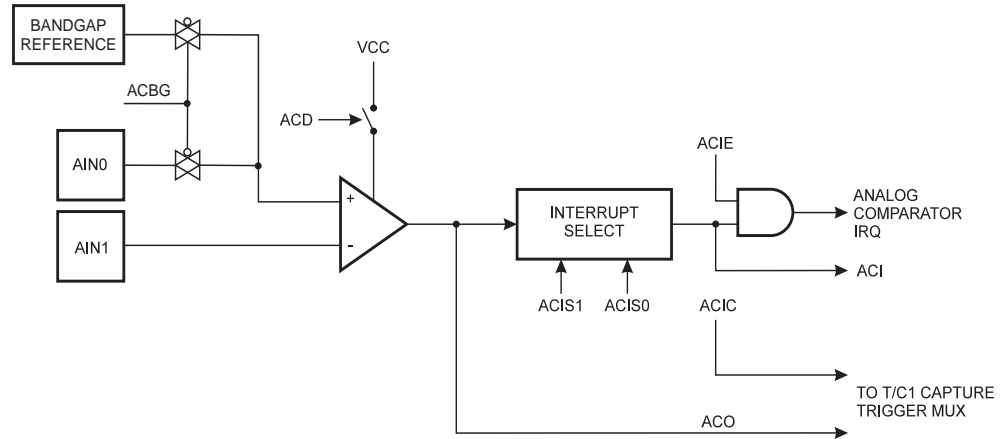 BANDGAP
REFERENCE
VCC
ACBG
ACD
AIN0
ACIE
+
ANALOG
COMPARATOR
IRQ
INTERRUPT
SELECT
AIN1
-
ACI
ACIS1
ACIS0
ACIC
TO T/C1 CAPTURE
TRIGGER MUX
ACO